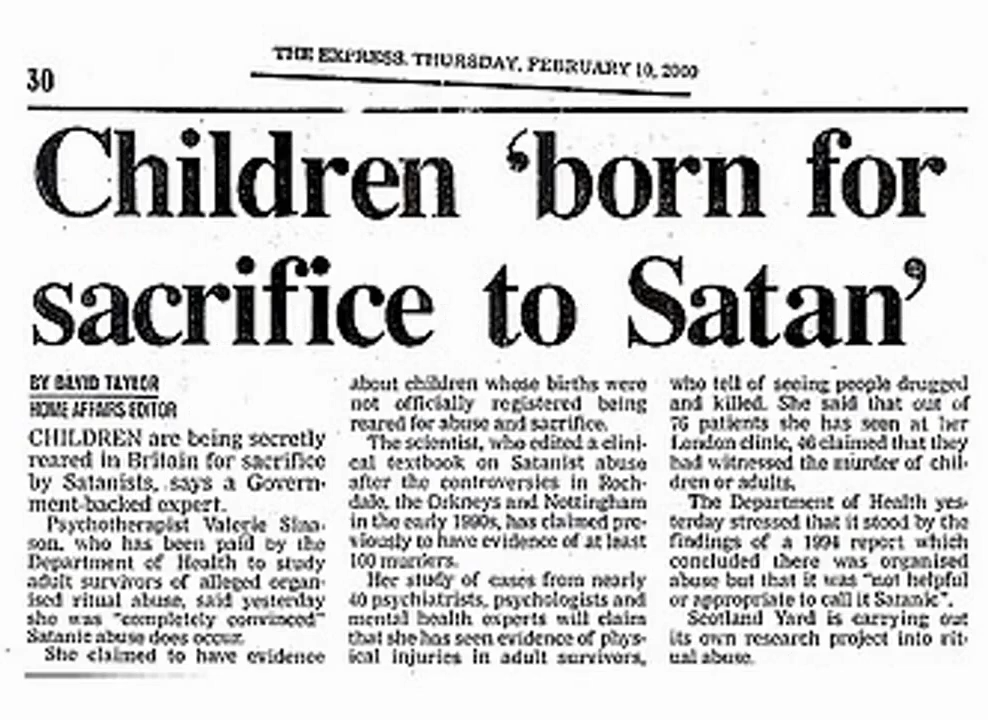 THE EXPRESS, THURSDAY, FEBRUARY 10, 2000
30
Children ‘born for
sacrifice to Satan’
BY DAVID TAYLOR
HOME AFFAIRS EDITOR
CHILDREN are being secretly
reared in Britain for sacrifice
by Satanists, says a Govern-
ment-backed expert.
Psychotherapist Valerie Sina-
son, who has been paid by the
Department of Health to study
adult survivors of alleged organ-
ised ritual abuse, said yesterday
she was "completely convinced"
Satanic abuse does occur.
She claimed to have evidence
about children whose births were
not officially registered being
reared for abuse and sacrifice.
The scientist, who edited a clini-
cal textbook on Satanist abuse
after the controversies in Roch-
dale, the Orkneys and Nottingham
in the early 1990s, has claimed pre-
viously to have evidence of at least
100 murders.
Her study of cases from nearly
40 psychiatrists, psychologists and
mental health experts will claim
that she has seen evidence of phys-
ical injuries in adult survivors,
who tell of seeing people drugged
and killed. She said that out of
76 patients she has seen at her
London clinic, 46 claimed that they
had witnessed the murder of chil-
dren or adults.
The Department of Health yes-
terday stressed that it stood by the
findings of a 1994 report which
concluded there was organised
abuse but that it was "not helpful
or appropriate to call it Satanic".
Scotland Yard is carrying out
its own research project into rit-
ual abuse.